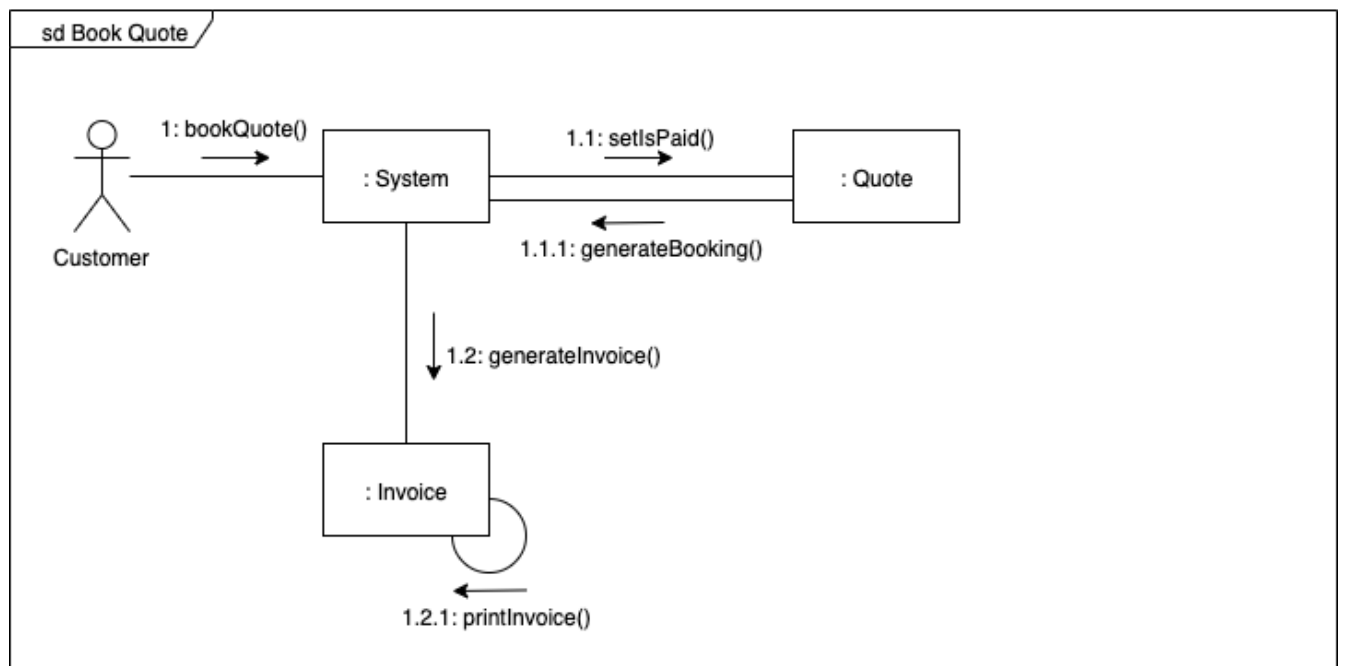 sd Book Quote
1: bookQuote()
1.1: setIsPaid()
: System
: Quote
1.1.1: generateBooking()
Customer
1.2: generateInvoice()
: Invoice
1.2.1: printInvoice()